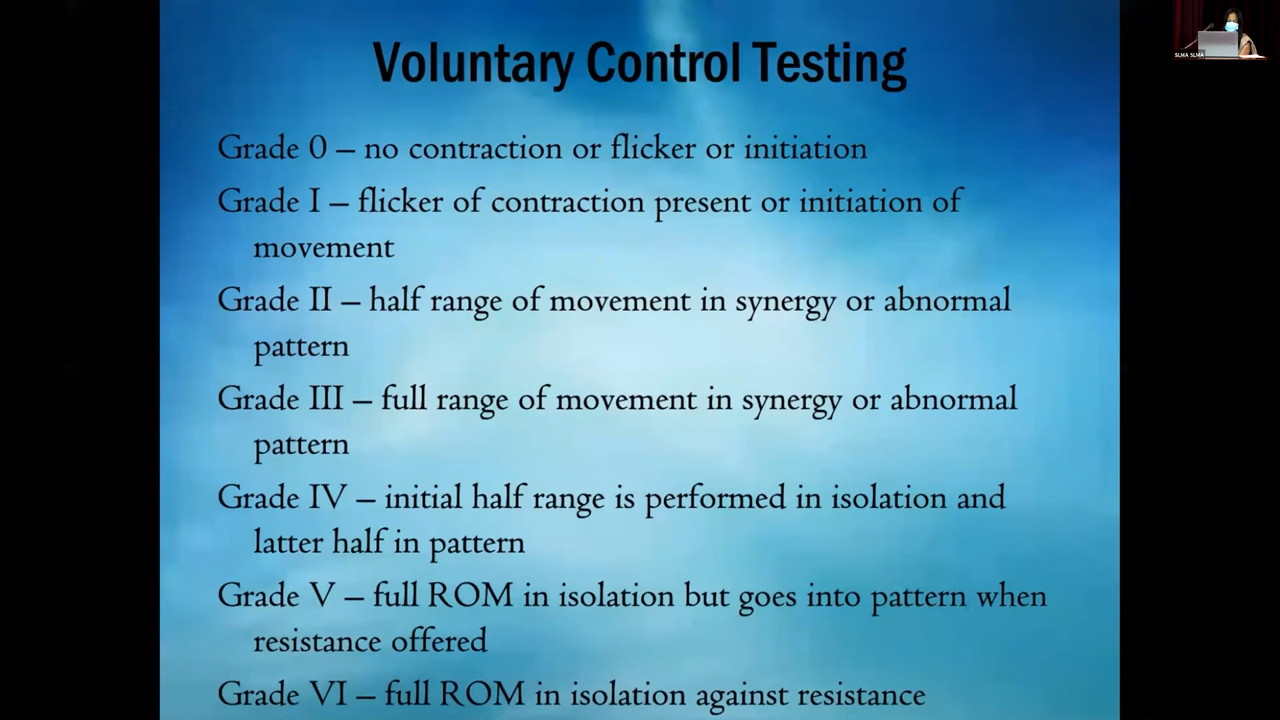 Voluntary Control Testing
Grade 0 – no contraction or flicker or initiation
Grade I – flicker of contraction present or initiation of
movement
Grade II – half range of movement in synergy or abnormal
pattern
Grade III – full range of movement in synergy or abnormal
pattern
Grade IV – initial half range is performed in isolation and
latter half in pattern
Grade V – full ROM in isolation but goes into pattern when
resistance offered
Grade VI – full ROM in isolation against resistance
SLMA SLMA